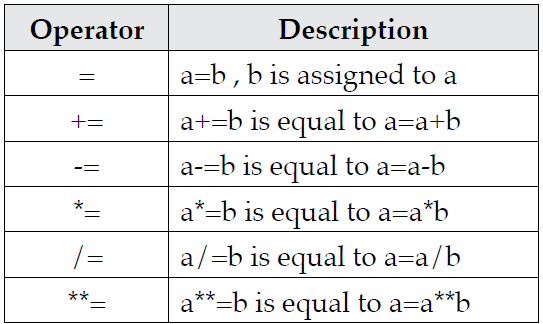 Operator Description
= a=b , b is assigned to a
+= a+=b is equal to a=a+b
-= a-=b is equal to a=a-b
*= a*=b is equal to a=a*b
/= a/=b is equal to a=a/b
**= a**=b is equal to a=a**b